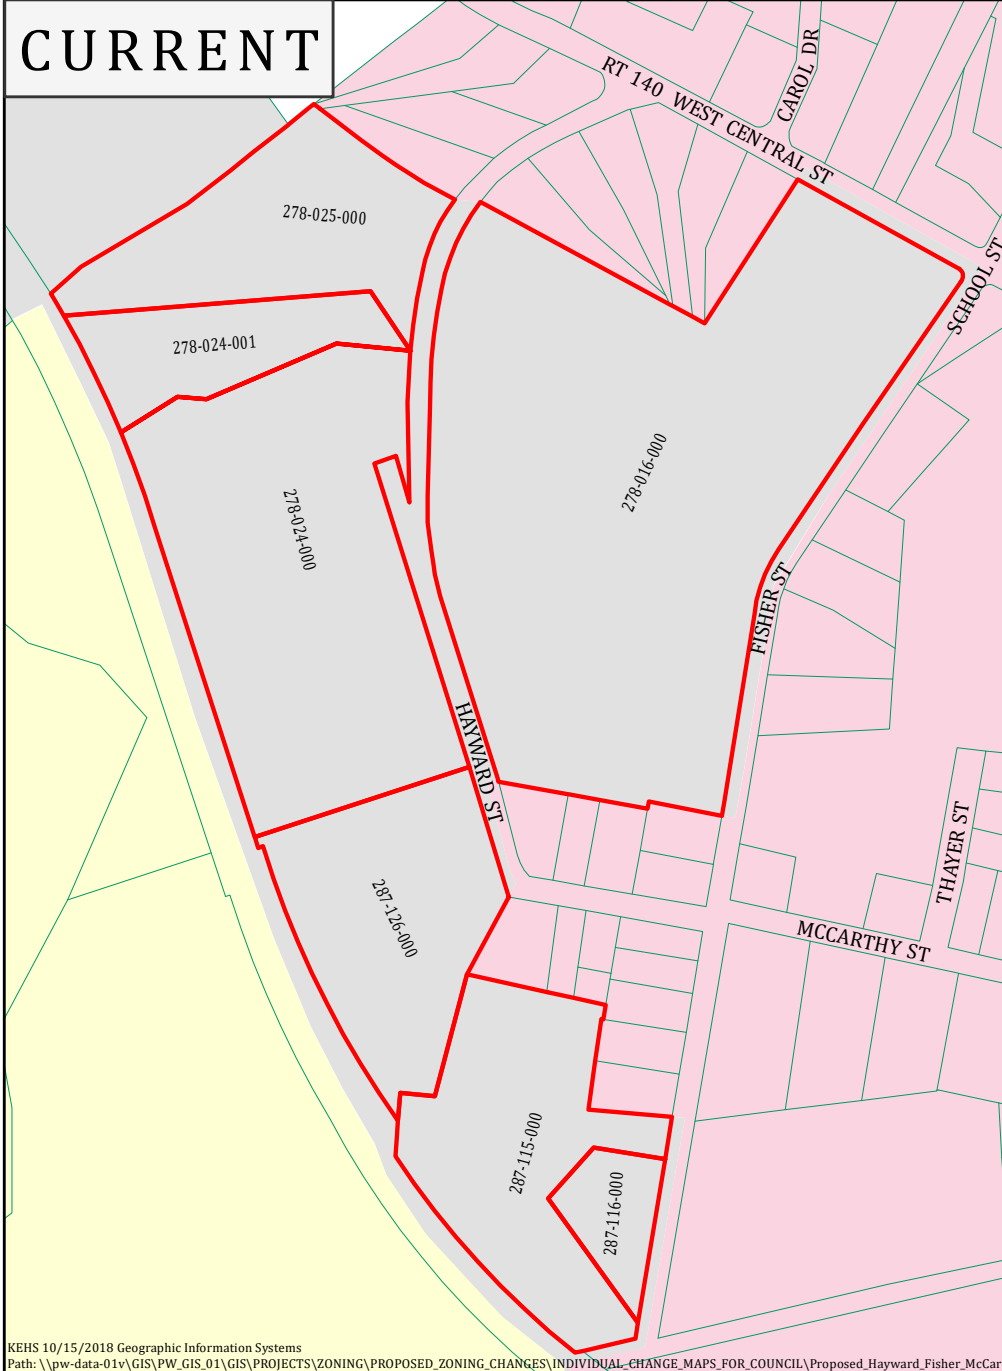 CURRENT
RT 140 WEST CENTRAL ST
CAROL DR
SCHOOL ST
278-025-000
278-024-001
278-016-000
278-024-000
FISHER ST
HAYWARD ST
THAYER ST
287-126-000
MCCARTHY ST
287-115-000
287-116-000
KEHS 10/15/2018 Geographic Information Systems
Path: \\pw-data-01v\GIS\PW_GIS_01\GIS\PROJECTS\ZONING\PROPOSED_ZONING_CHANGES\INDIVIDUAL_CHANGE_MAPS_FOR_COUNCIL\Proposed_Hayward_Fisher_McCar